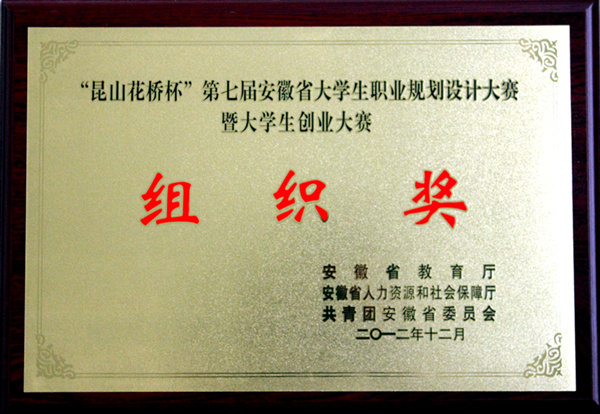 “昆山花桥杯”第七届安徽省大学生职业规划设计大赛
暨大学生创业大赛
组织奖
安徽省教育厅
安徽省人力资源和社会保障厅
共青团安徽省委员会
二〇一二年十二月